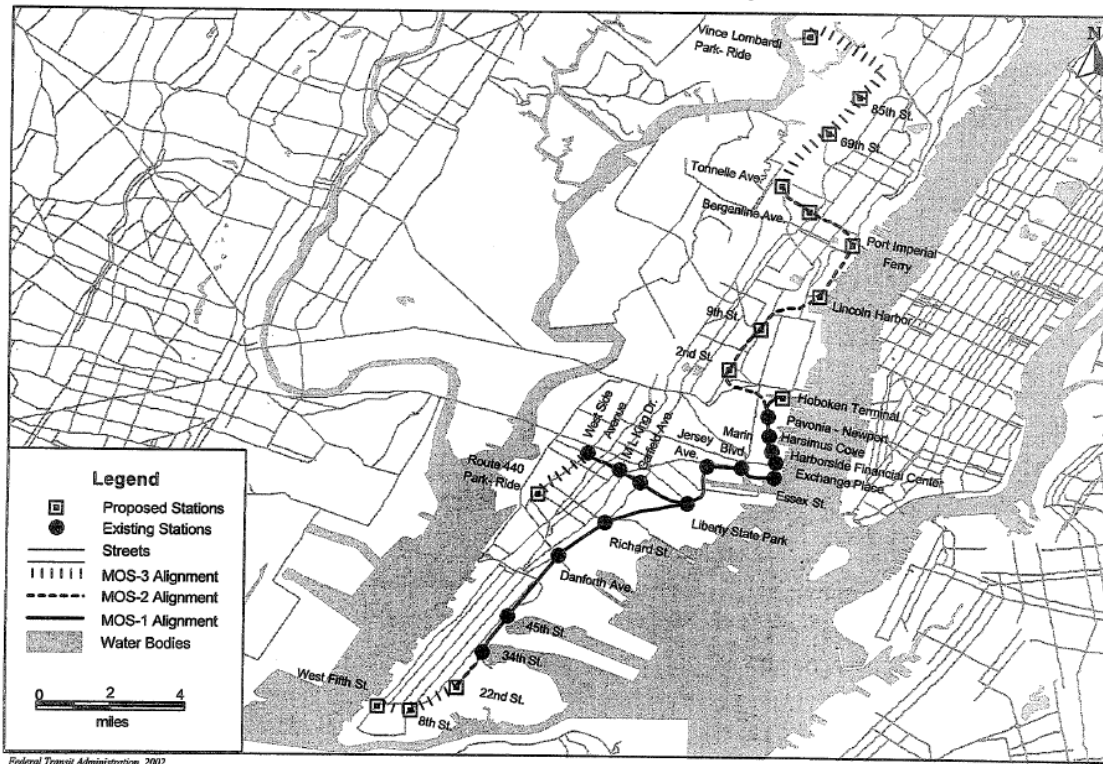 Vince Lombardi
Park- Ride
N
85th St.
69th St.
Tonnelle Ave.
Bergenline Ave.
Port Imperial
Ferry
Lincoln Harbor
9th St.
2nd St.
Hoboken Terminal
Pavonia - Newport
Harsimus Cove
Harborside Financial Center
Exchange Place
Essex St.
Marin
Blvd.
Jersey
Ave.
Garfield Ave.
M.L. King Dr.
West Side
Avenue
Route 440
Park- Ride
Liberty State Park
Richard St.
Danforth Ave.
45th St.
34th St.
22nd St.
8th St.
West Fifth St.
Legend
Proposed Stations
Existing Stations
Streets
MOS-3 Alignment
MOS-2 Alignment
MOS-1 Alignment
Water Bodies
0 2 4
miles
Federal Transit Administration, 2002